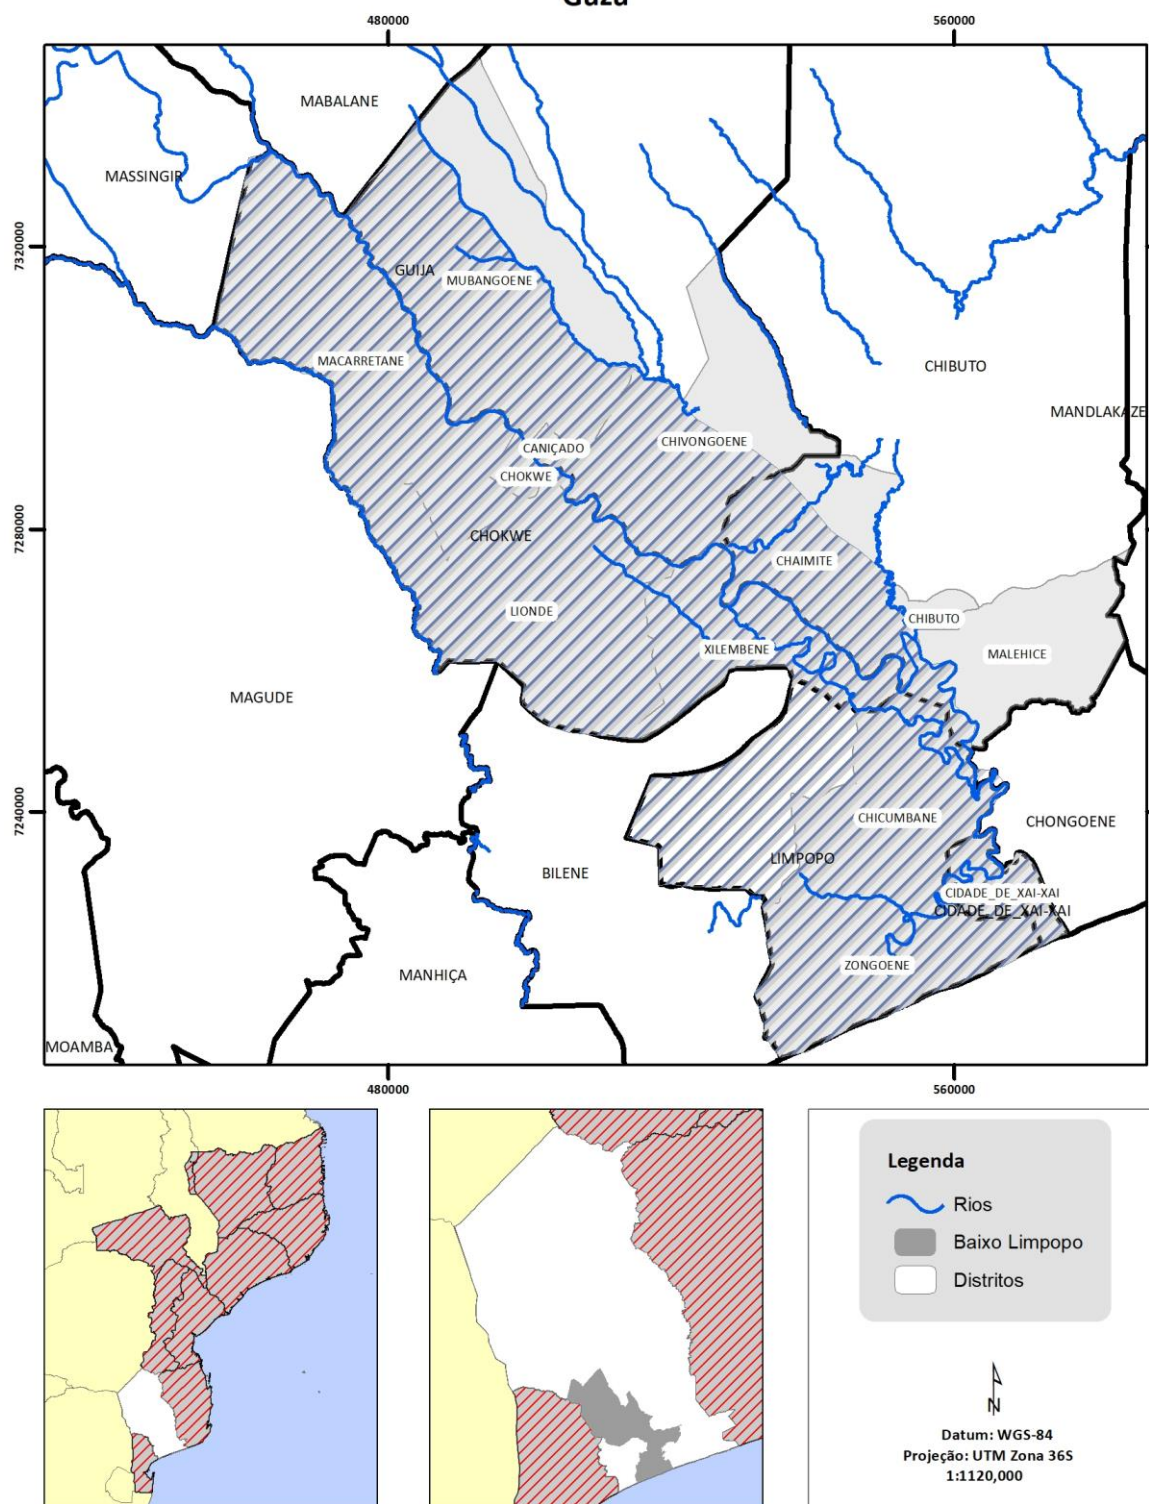 Gaza
480000
560000
MABALANE
MASSINGIR
7320000
GUIJA
MUBANGOENE
MACARRETANE
CHIBUTO
MANDLAKAZE
CHIVONGOENE
CANIÇADO
CHOKWE
7280000
CHOKWE
CHAIMITE
LIONDE
CHIBUTO
XILEMBENE
MALEHICE
MAGUDE
7240000
CHICUMBANE
CHONGOENE
LIMPOPO
BILENE
CIDADE_DE_XAI-XAI
CIDADE_DE_XAI-XAI
ZONGOENE
MANHIÇA
MOAMBA
480000
560000
Legenda
Rios
Baixo Limpopo
Distritos
N
Datum: WGS-84
Projeção: UTM Zona 36S
1:1120,000